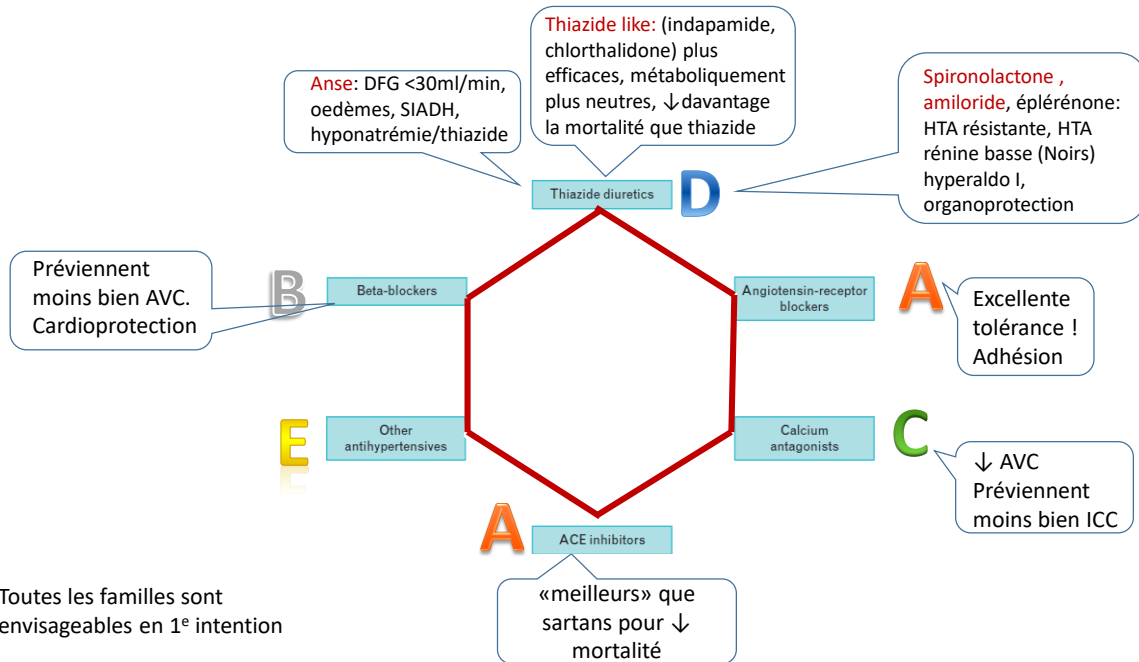 Thiazide like: (indapamide,
chlorthalidone) plus
efficaces, métaboliquement
plus neutres, ↓davantage
la mortalité que thiazide
Anse: DFG <30ml/min,
oedèmes, SIADH,
hyponatrémie/thiazide
Spironolactone ,
amiloride, éplérénone:
HTA résistante, HTA
rénine basse (Noirs)
hyperaldo I,
organoprotection
Thiazide diuretics
D
Préviennent
moins bien AVC.
Cardioprotection
B
Beta-blockers
Angiotensin-receptor
blockers
A
Excellente
tolérance !
Adhésion
E
Other
antihypertensives
Calcium
antagonists
C
↓ AVC
Préviennent
moins bien ICC
A
ACE inhibitors
«meilleurs» que
sartans pour ↓
mortalité
Toutes les familles sont
envisageables en 1e intention